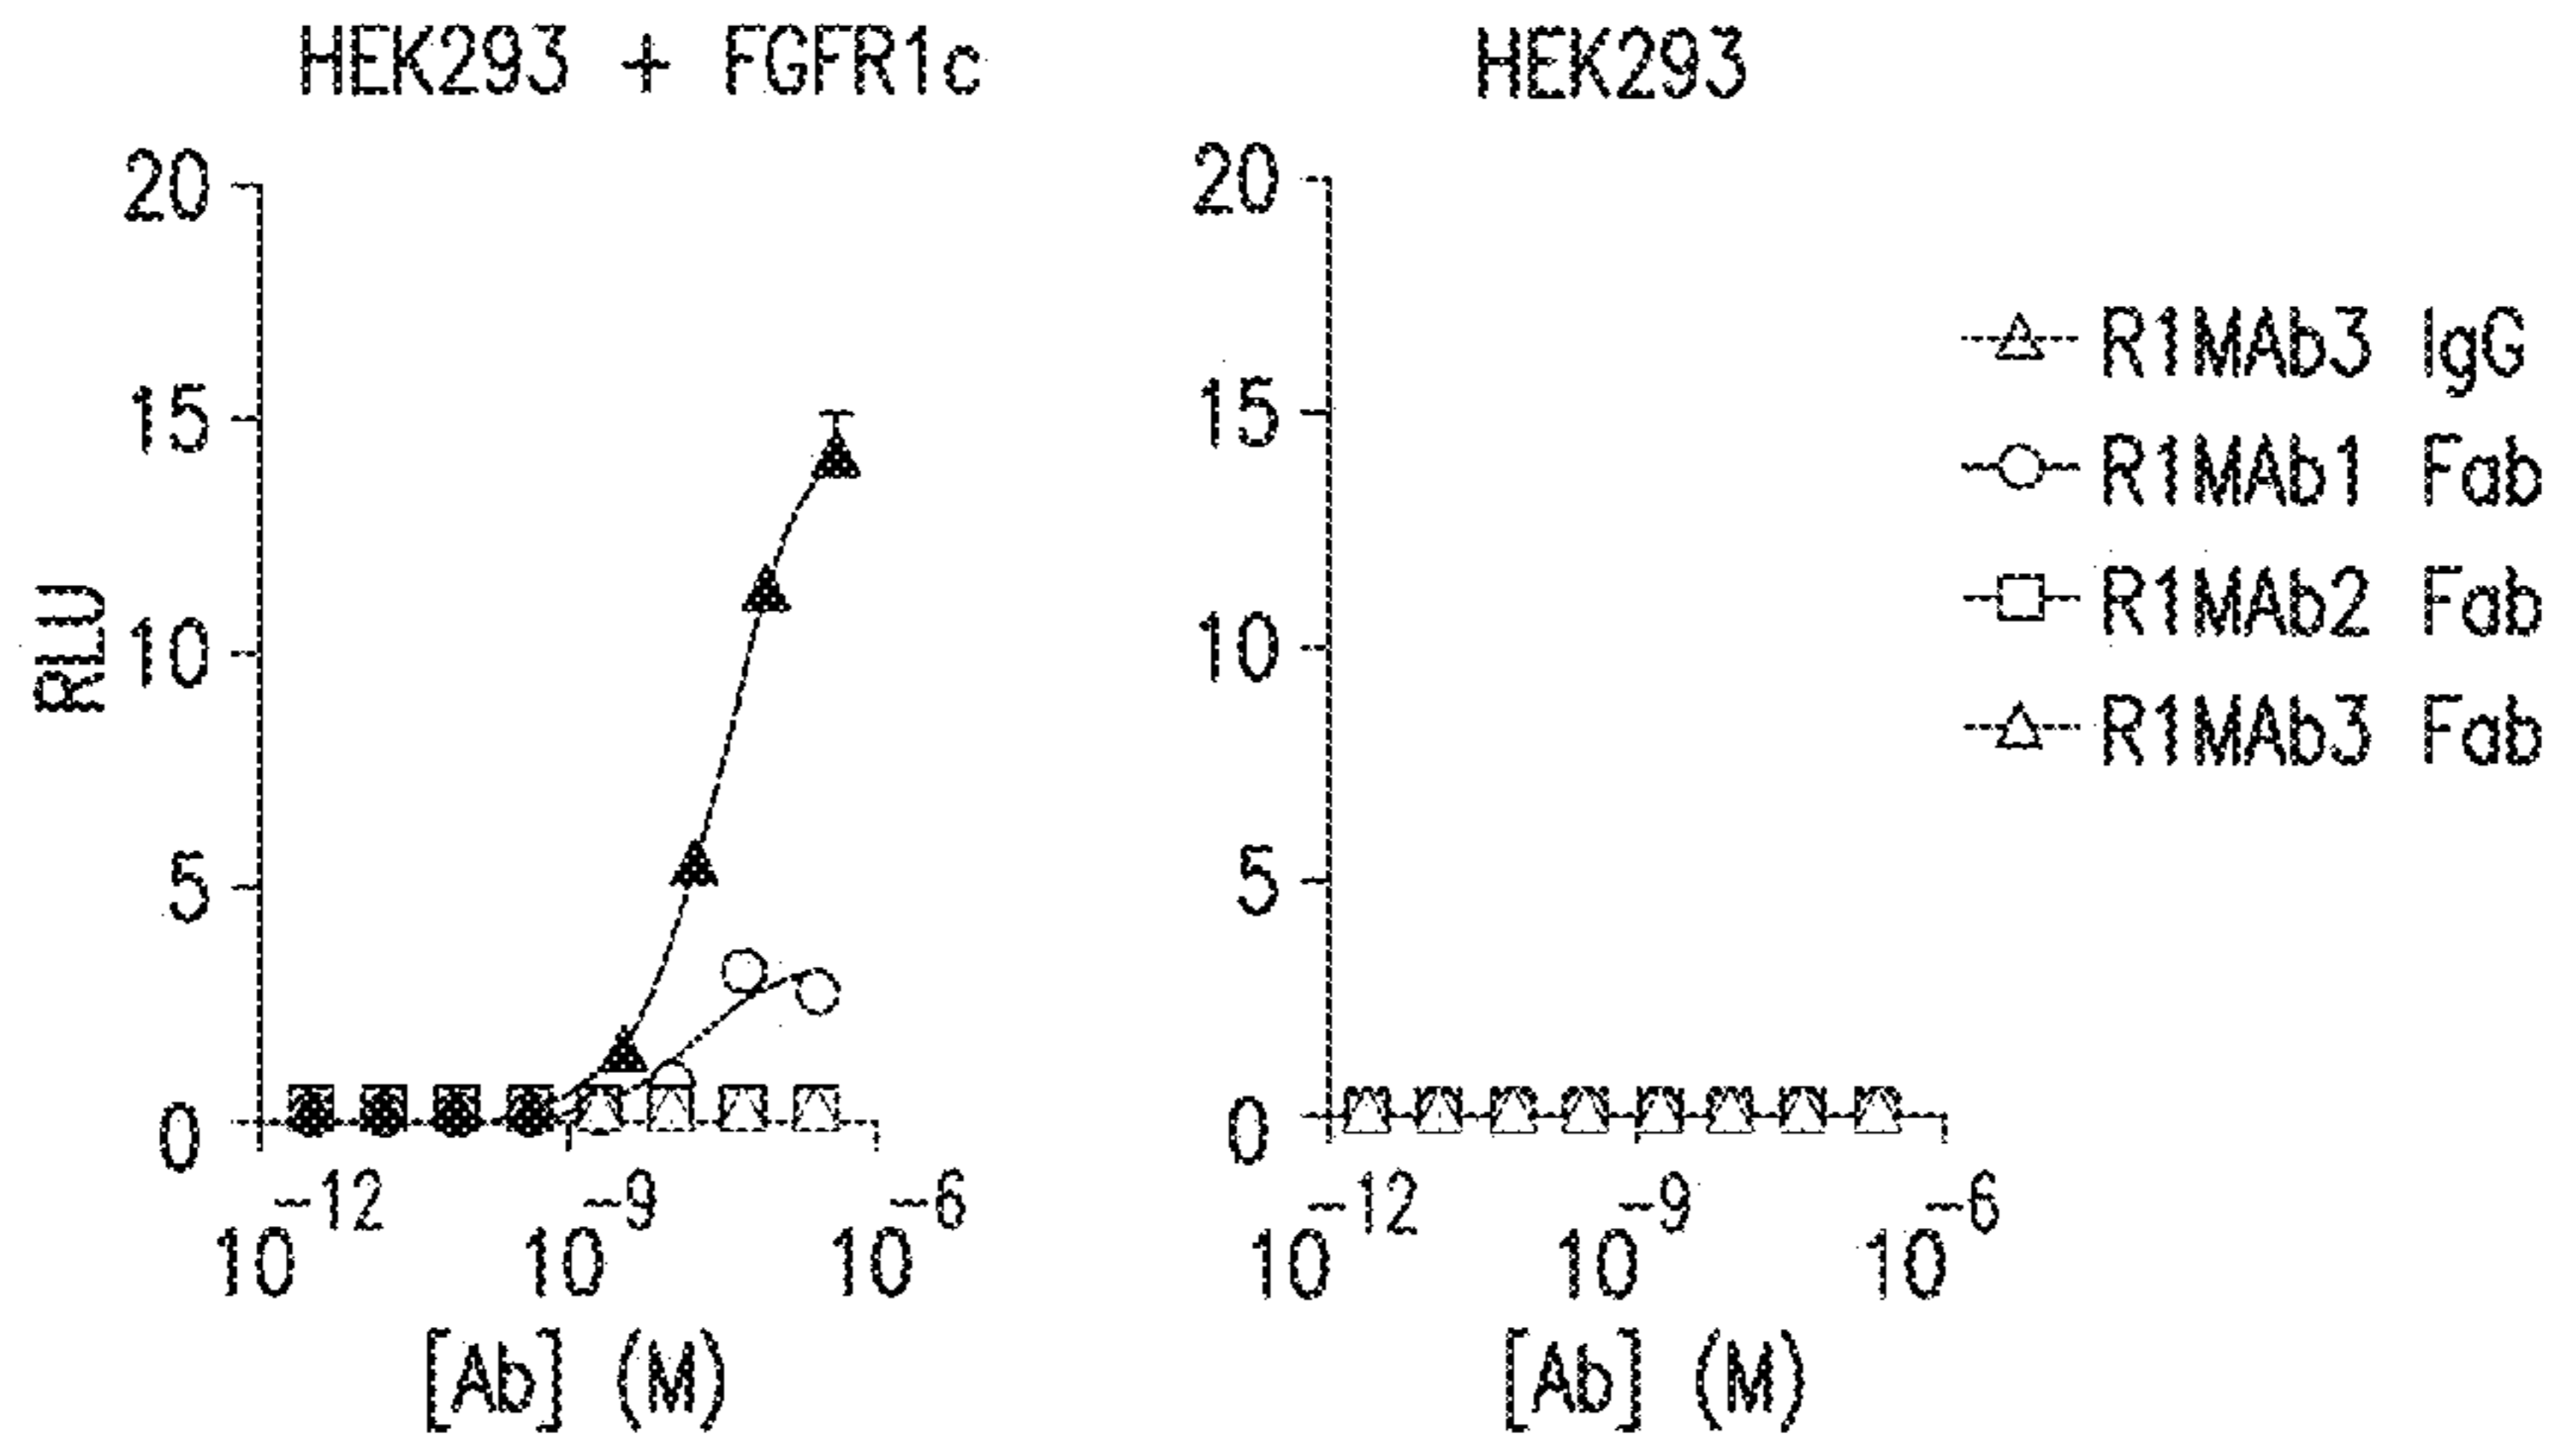 HEK293 + FGFR1c
HEK293
RLU
20
15
10
5
0
10^-12
10^-9
10^-6
[Ab] (M)
20
15
10
5
0
10^-12
10^-9
10^-6
[Ab] (M)
R1MAb3 IgG
R1MAb1 Fab
R1MAb2 Fab
R1MAb3 Fab